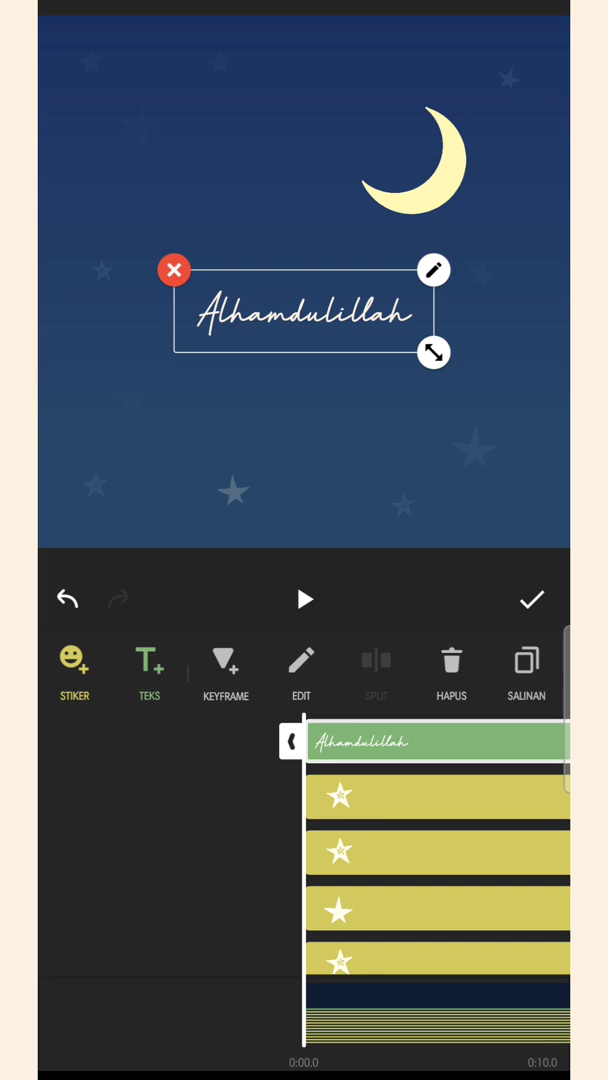 Alhamdulillah
STIKER
TEKS
KEYFRAME
EDIT
SPLIT
HAPUS
SALINAN
Alhamdulillah
0:00.0
0:10.0